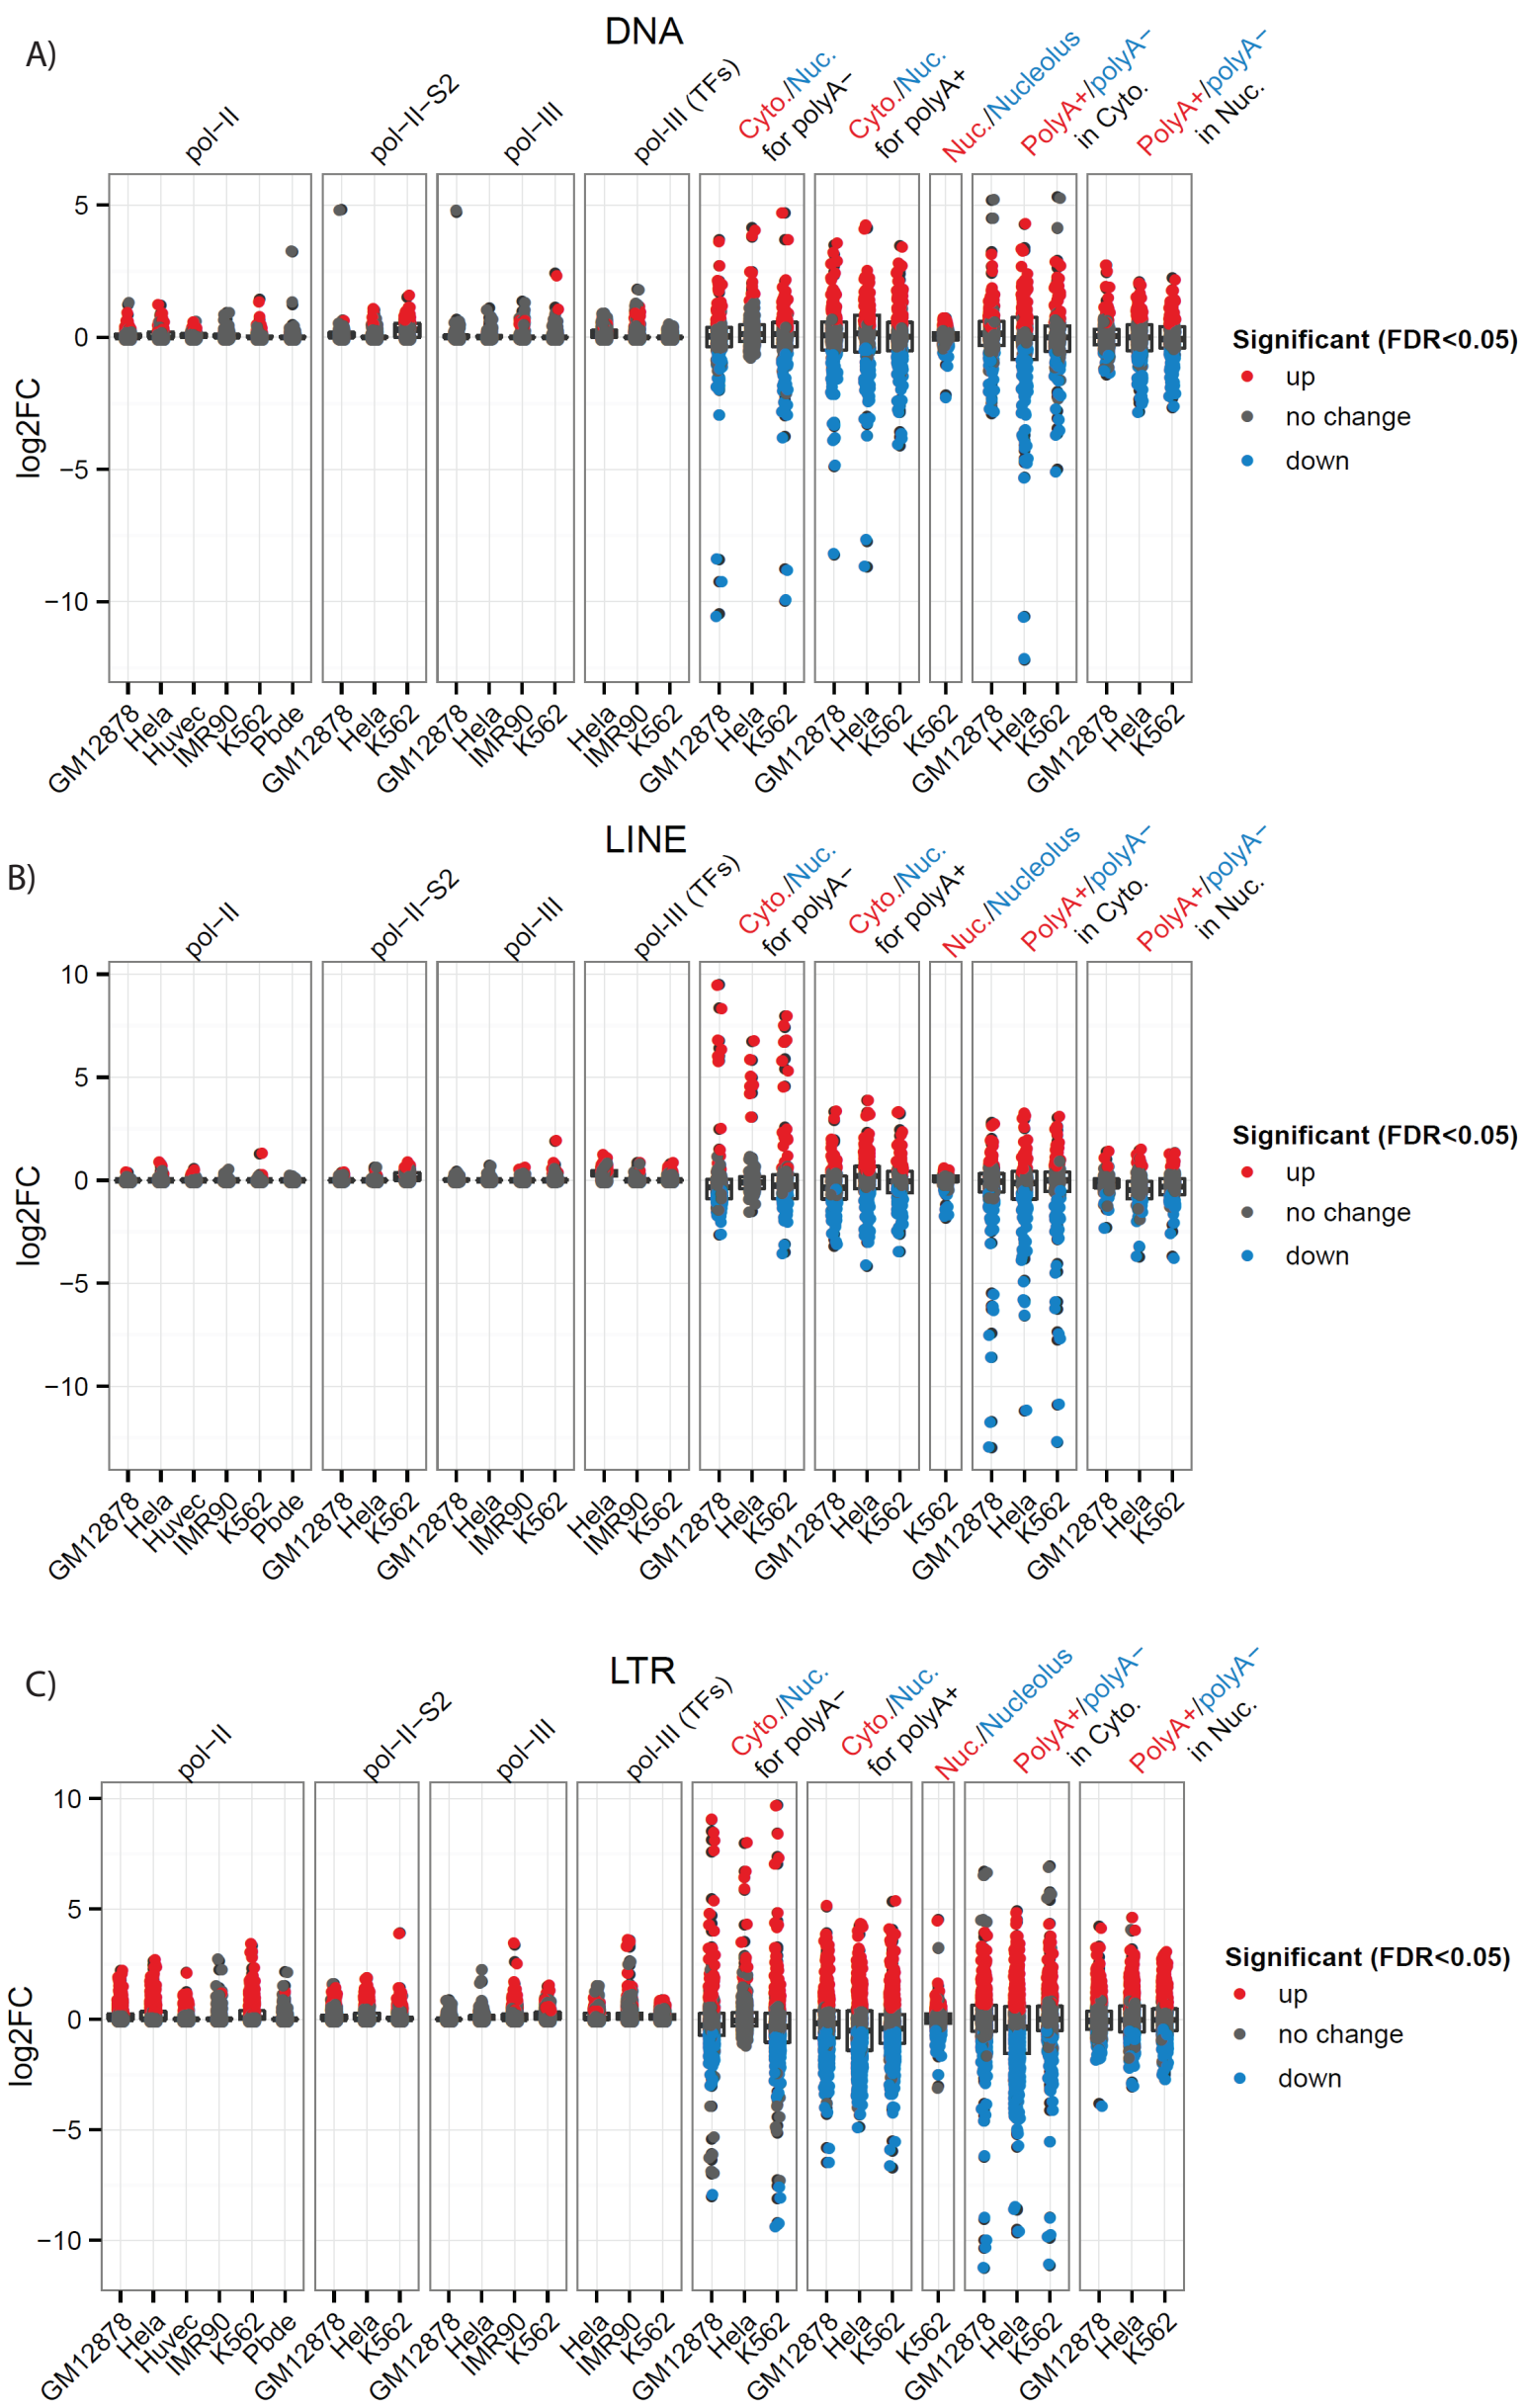 A)
DNA
pol−II
pol−II−S2
pol−III
pol-III (TFs)
Cyto./Nuc.
for polyA−
Cyto./Nuc.
for polyA+
Nuc./Nucleolus
PolyA+/polyA−
in Cyto.
PolyA+/polyA−
in Nuc.
5
0
−5
−10
log2FC
GM12878
Hela
Huvec
IMR90
K562
Pbde
GM12878
Hela
K562
GM12878
Hela
IMR90
K562
Hela
IMR90
K562
GM12878
Hela
K562
GM12878
Hela
K562
K562
GM12878
Hela
K562
GM12878
Hela
K562
Significant (FDR<0.05)
up
no change
down
B)
LINE
pol−II
pol−II−S2
pol−III
pol-III (TFs)
Cyto./Nuc.
for polyA−
Cyto./Nuc.
for polyA+
Nuc./Nucleolus
PolyA+/polyA−
in Cyto.
PolyA+/polyA−
in Nuc.
10
5
0
−5
−10
log2FC
GM12878
Hela
Huvec
IMR90
K562
Pbde
GM12878
Hela
K562
GM12878
Hela
IMR90
K562
Hela
IMR90
K562
GM12878
Hela
K562
GM12878
Hela
K562
K562
GM12878
Hela
K562
GM12878
Hela
K562
Significant (FDR<0.05)
up
no change
down
C)
LTR
pol−II
pol−II−S2
pol−III
pol-III (TFs)
Cyto./Nuc.
for polyA−
Cyto./Nuc.
for polyA+
Nuc./Nucleolus
PolyA+/polyA−
in Cyto.
PolyA+/polyA−
in Nuc.
10
5
0
−5
−10
log2FC
GM12878
Hela
Huvec
IMR90
K562
Pbde
GM12878
Hela
K562
GM12878
Hela
IMR90
K562
Hela
IMR90
K562
GM12878
Hela
K562
GM12878
Hela
K562
K562
GM12878
Hela
K562
GM12878
Hela
K562
Significant (FDR<0.05)
up
no change
down